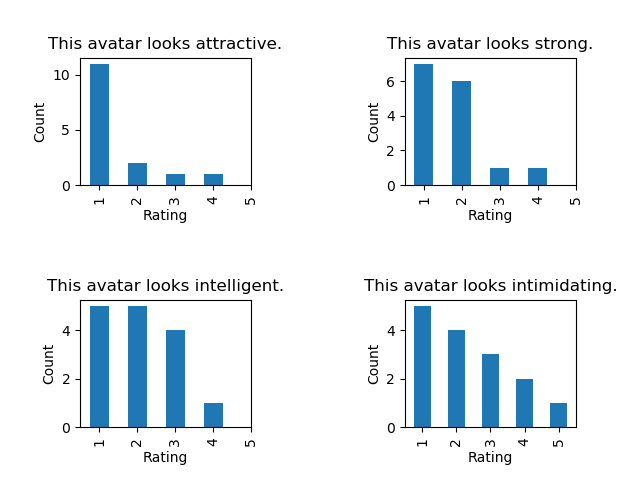 This avatar looks attractive.
This avatar looks strong.
Count
10
5
0
1 2 3 4 5
Rating
Count
6
4
2
0
1 2 3 4 5
Rating
This avatar looks intelligent.
This avatar looks intimidating.
Count
4
2
0
1 2 3 4 5
Rating
Count
4
2
0
1 2 3 4 5
Rating